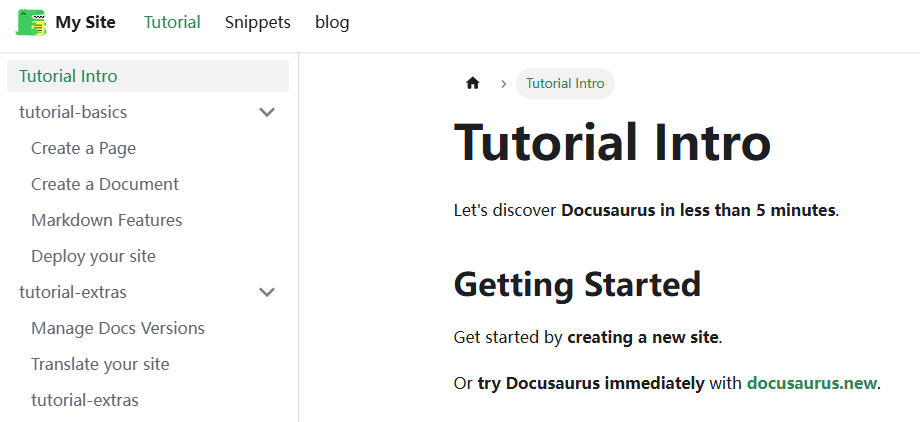 My Site Tutorial Snippets blog
Tutorial Intro
tutorial-basics
Create a Page
Create a Document
Markdown Features
Deploy your site
tutorial-extras
Manage Docs Versions
Translate your site
tutorial-extras
Tutorial Intro
Tutorial Intro
Let's discover Docusaurus in less than 5 minutes.
Getting Started
Get started by creating a new site.
Or try Docusaurus immediately with docusaurus.new.